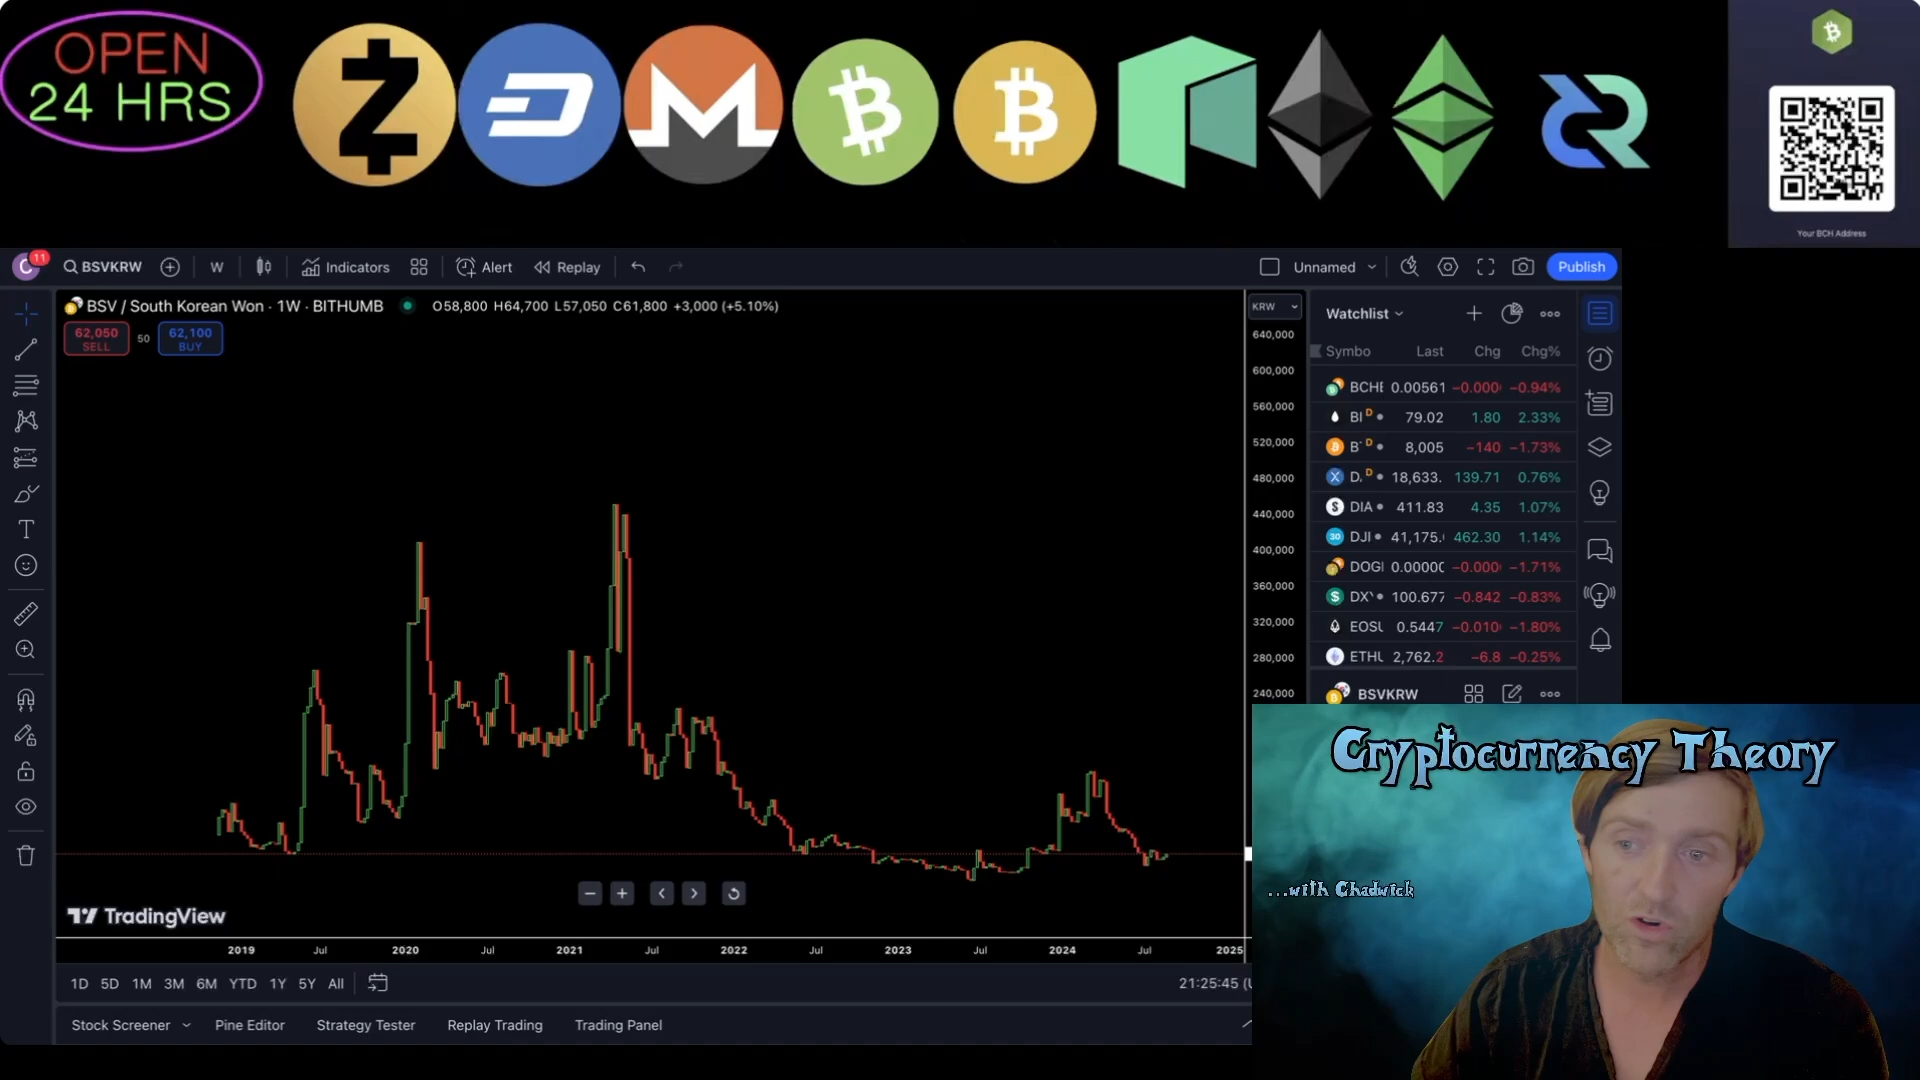 OPEN
24 HRS
Your BCH Address
11
C
BSVKRW
W
Indicators
Alert
Replay
Unnamed
Publish
BSV / South Korean Won · 1W · BITHUMB
O58,800 H64,700 L57,050 C61,800 +3,000 (+5.10%)
62,050
SELL
50
62,100
BUY
KRW
640,000
600,000
560,000
520,000
480,000
440,000
400,000
360,000
320,000
280,000
240,000
Watchlist
Symbo Last Chg Chg%
0.00561 −0.94%
BI D 79.02 1.80 2.33%
D 8,005 −140 −1.73%
D. D 18,633. 139.71 0.76%
DIA 411.83 4.35 1.07%
30 DJI 41,175. 462.30 1.14%
−1.71%
100.677 −0.842 −0.83%
0.5447 −1.80%
2,762.2 −6.8 −0.25%
BSVKRW
TradingView
2019 Jul 2020 Jul 2021 Jul 2022 Jul 2023 Jul 2024 Jul 2025
1D 5D 1M 3M 6M YTD 1Y 5Y All
21:25:45
Stock Screener Pine Editor Strategy Tester Replay Trading Trading Panel
Cryptocurrency Theory
...with Chadwick